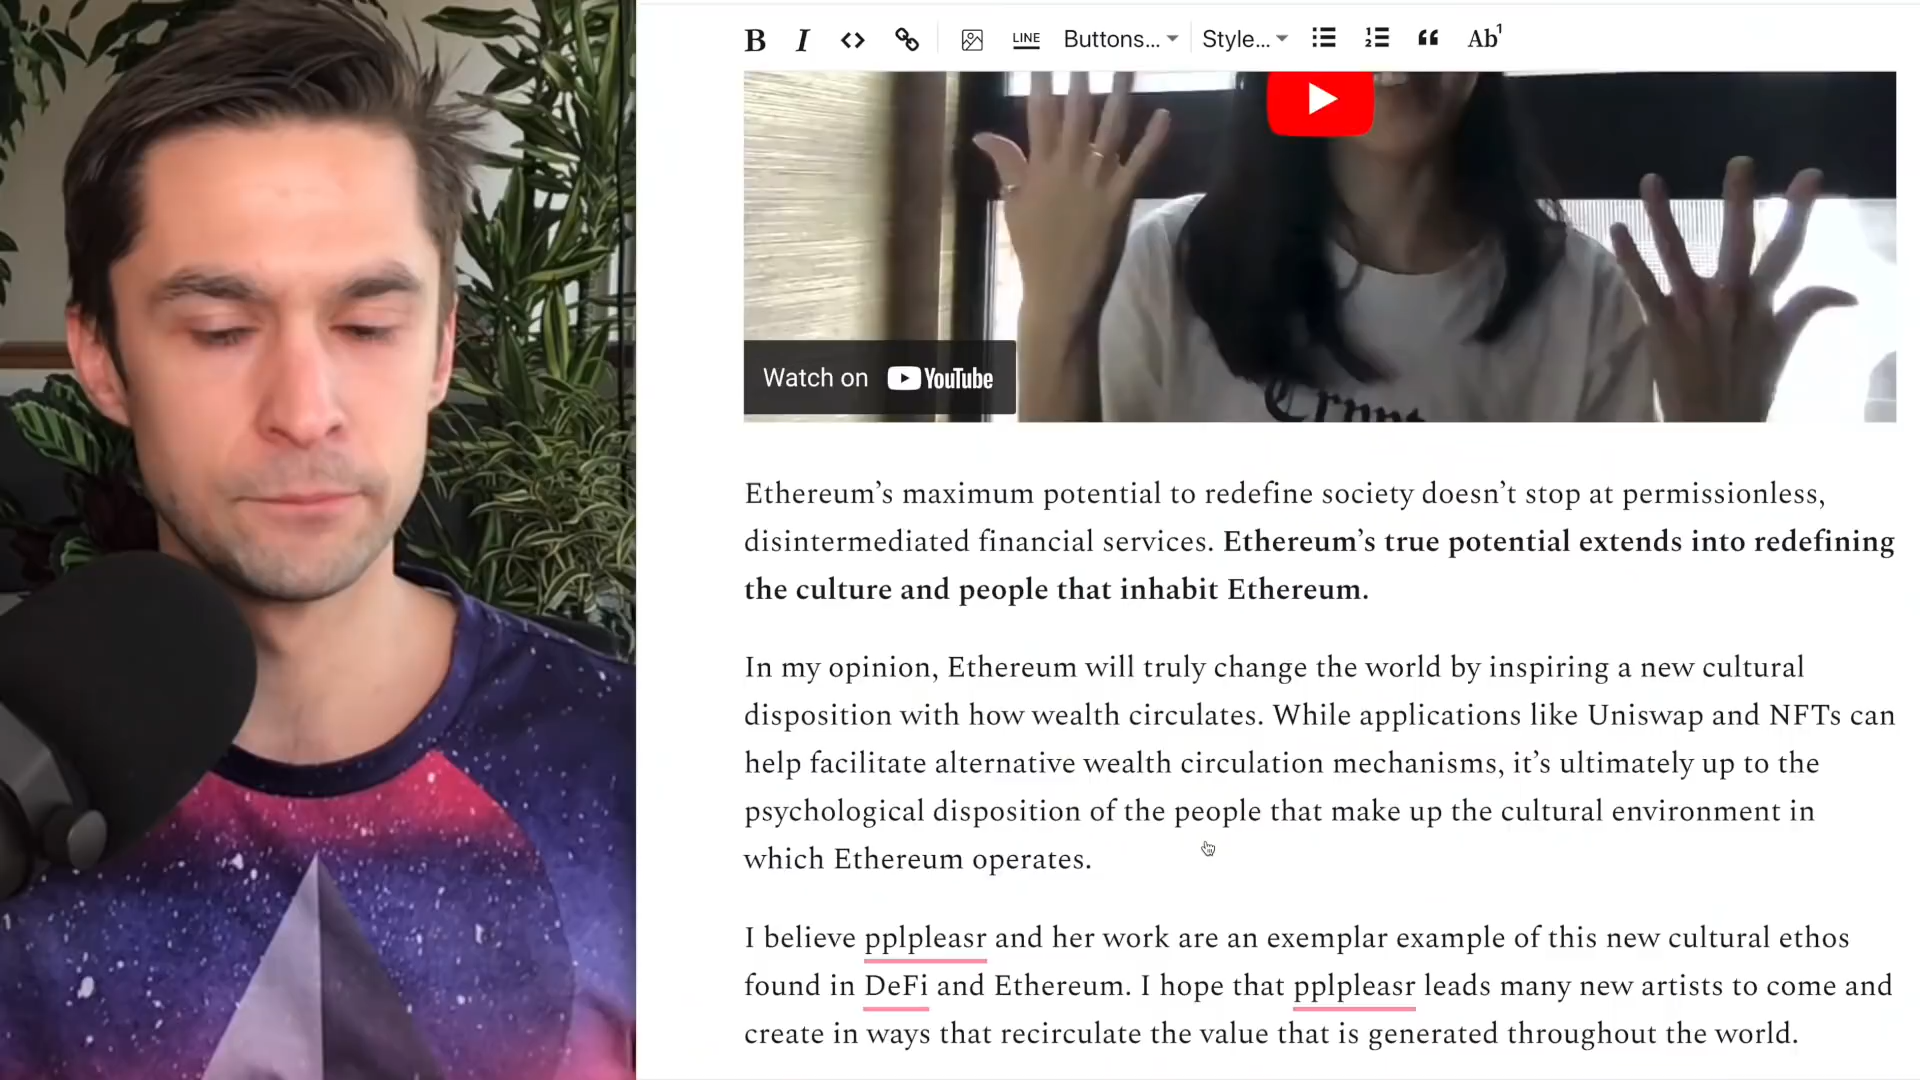 B I <> LINE Buttons... Style... Ab1
Watch on YouTube
Ethereum’s maximum potential to redefine society doesn’t stop at permissionless,
disintermediated financial services. Ethereum’s true potential extends into redefining
the culture and people that inhabit Ethereum.
In my opinion, Ethereum will truly change the world by inspiring a new cultural
disposition with how wealth circulates. While applications like Uniswap and NFTs can
help facilitate alternative wealth circulation mechanisms, it’s ultimately up to the
psychological disposition of the people that make up the cultural environment in
which Ethereum operates.
I believe pplpleasr and her work are an exemplar example of this new cultural ethos
found in DeFi and Ethereum. I hope that pplpleasr leads many new artists to come and
create in ways that recirculate the value that is generated throughout the world.